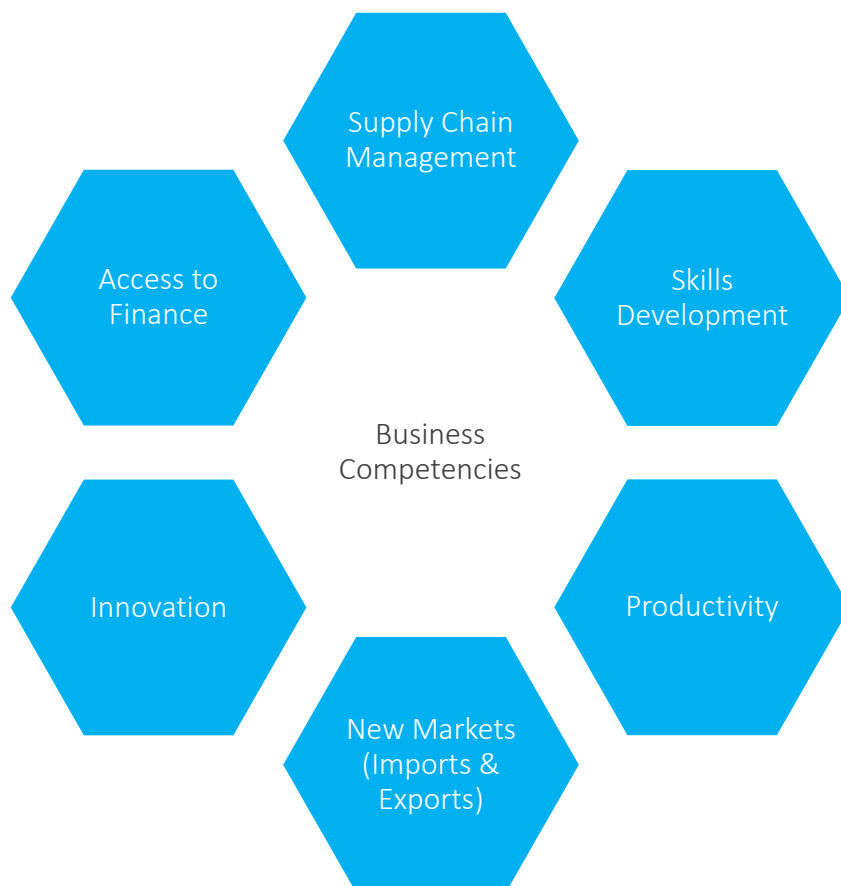 Supply Chain
Management
Access to
Finance
Skills
Development
Business
Competencies
Innovation
Productivity
New Markets
(Imports &
Exports)